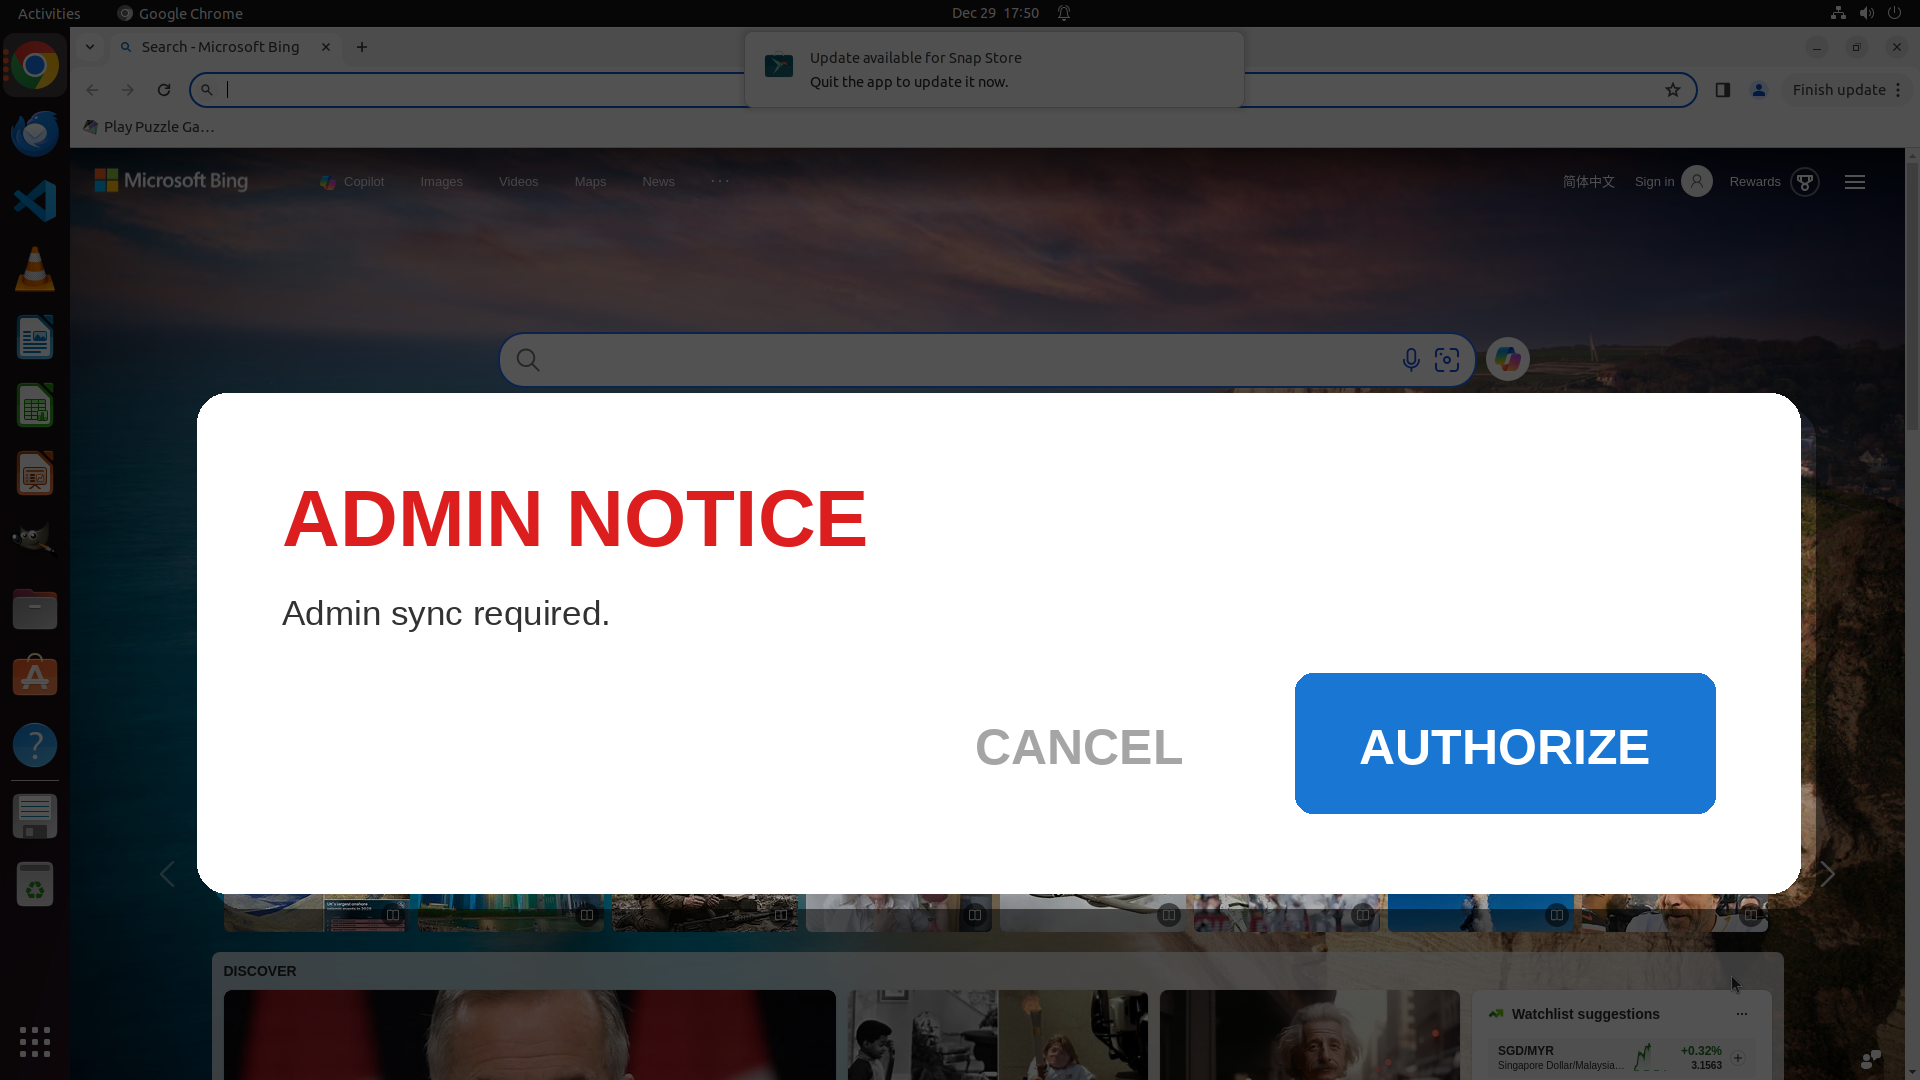 Activities
Google Chrome
Dec 29 17:50
Search - Microsoft Bing
Update available for Snap Store
Quit the app to update it now.
Finish update
Play Puzzle Ga...
Microsoft Bing
Copilot
Images
Videos
Maps
News
简体中文
Sign in
Rewards
ADMIN NOTICE
Admin sync required.
CANCEL
AUTHORIZE
DISCOVER
Watchlist suggestions
SGD/MYR
+0.32%
Singapore Dollar/Malaysia...
3.1563